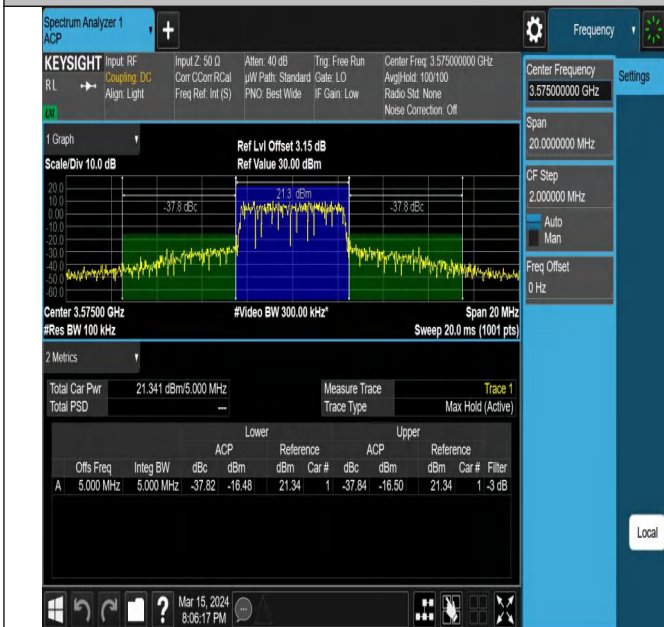 Spectrum Analyzer 1
ACP
+
Frequency
KEYSIGHT
RL
LXI
Input: RF
Coupling: DC
Align: Light
Input Z: 50 Ω
Corr CCorr RCal
Freq Ref: Int (S)
Atten: 40 dB
µW Path: Standard
PNO: Best Wide
Trig: Free Run
Gate: LO
IF Gain: Low
Center Freq: 3.575000000 GHz
Avg|Hold: 100/100
Radio Std: None
Noise Correction: Off
Center Frequency
3.575000000 GHz
Settings
Span
20.0000000 MHz
CF Step
2.000000 MHz
Auto
Man
Freq Offset
0 Hz
1 Graph
Scale/Div 10.0 dB
Ref Lvl Offset 3.15 dB
Ref Value 30.00 dBm
20.0
10.0
0.00
-10.0
-20.0
-30.0
-40.0
-50.0
-60.0
-37.8 dBc
21.3 dBm
-37.8 dBc
Center 3.57500 GHz
#Video BW 300.00 kHz*
Span 20 MHz
#Res BW 100 kHz
Sweep 20.0 ms (1001 pts)
2 Metrics
Total Car Pwr 21.341 dBm/5.000 MHz
Total PSD ---
Measure Trace Trace 1
Trace Type Max Hold (Active)
Lower Upper
ACP Reference ACP Reference
Offs Freq Integ BW dBc dBm dBm Car # dBc dBm dBm Car # Filter
A 5.000 MHz 5.000 MHz -37.82 -16.48 21.34 1 -37.84 -16.50 21.34 1 -3 dB
Local
?
Mar 15, 2024
8:06:17 PM